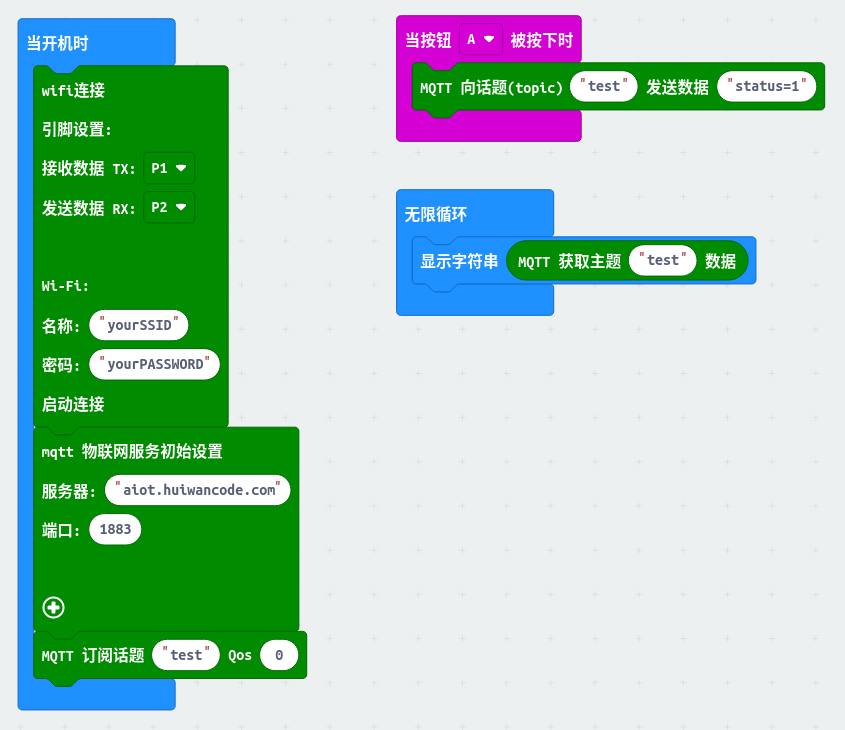 当开机时
wifi连接
引脚设置:
接收数据 TX: P1
发送数据 RX: P2
Wi-Fi:
名称: "yourSSID"
密码: "yourPASSWORD"
启动连接
mqtt 物联网服务初始设置
服务器: "aiot.huiwancode.com"
端口: 1883
MQTT 订阅话题 "test" Qos 0
当按钮 A 被按下时
MQTT 向话题(topic) "test" 发送数据 "status=1"
无限循环
显示字符串 MQTT 获取主题 "test" 数据